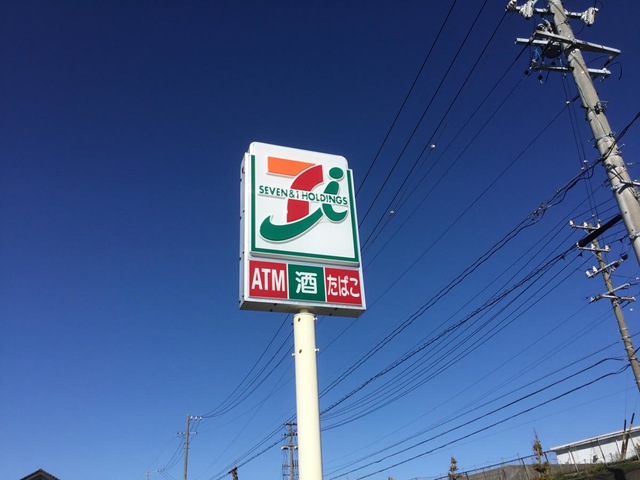 SEVEN & i HOLDINGS
ATM 酒 たばこ